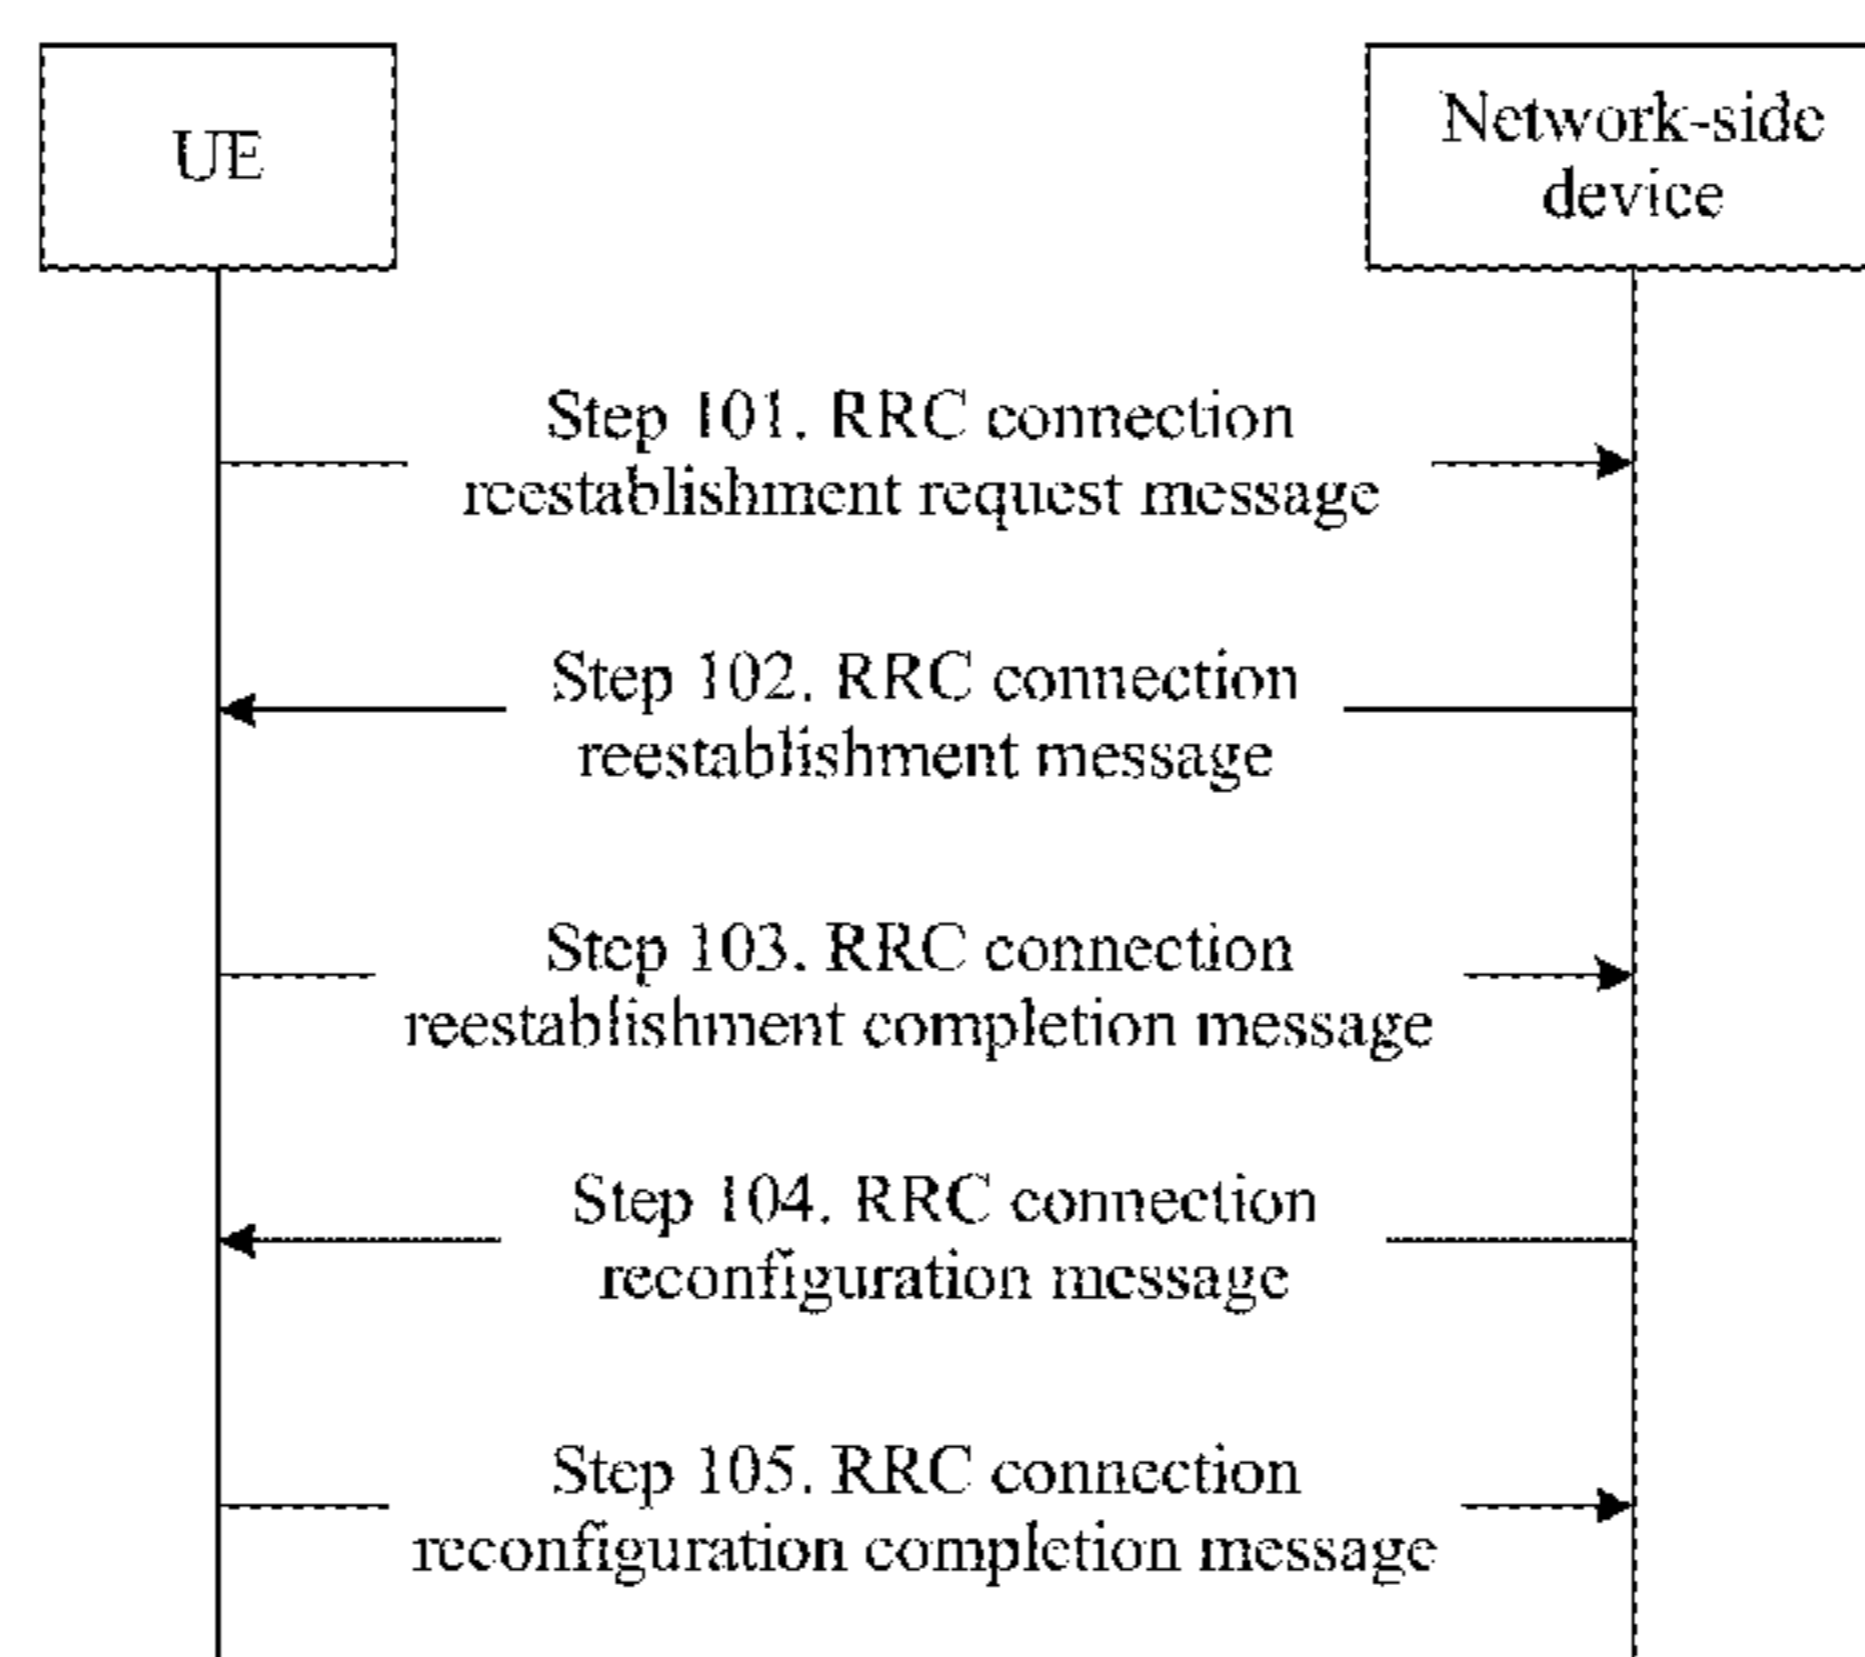 UE
Network-side
device
Step 101. RRC connection
reestablishment request message
Step 102. RRC connection
reestablishment message
Step 103. RRC connection
reestablishment completion message
Step 104. RRC connection
reconfiguration message
Step 105. RRC connection
reconfiguration completion message